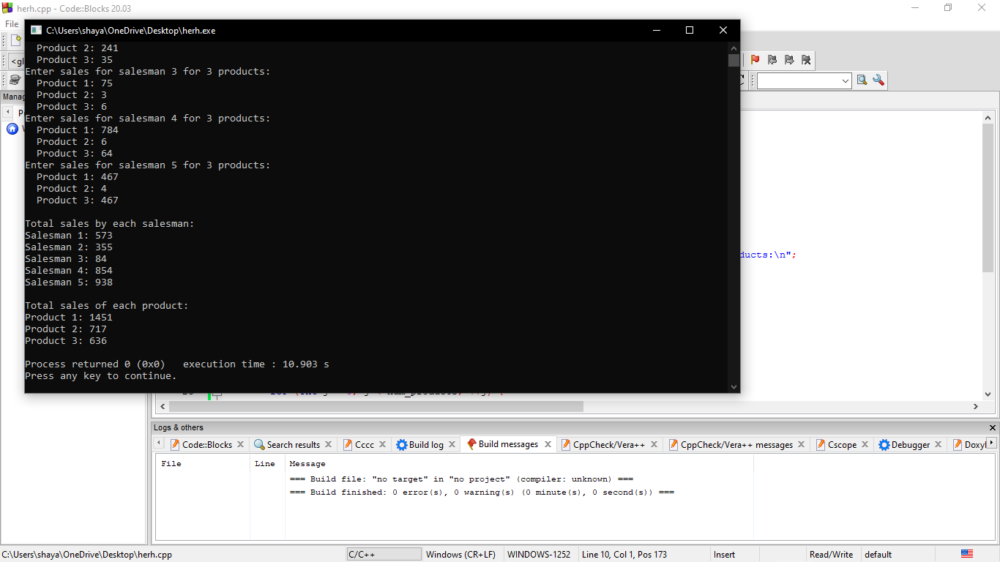 herh.cpp - Code::Blocks 20.03
File
C:\Users\shaya\OneDrive\Desktop\herh.exe
Product 2: 241
Product 3: 35
Enter sales for salesman 3 for 3 products:
Product 1: 75
Product 2: 3
Product 3: 6
Enter sales for salesman 4 for 3 products:
Product 1: 784
Product 2: 6
Product 3: 64
Enter sales for salesman 5 for 3 products:
Product 1: 467
Product 2: 4
Product 3: 467
Total sales by each salesman:
Salesman 1: 573
Salesman 2: 355
Salesman 3: 84
Salesman 4: 854
Salesman 5: 938
Total sales of each product:
Product 1: 1451
Product 2: 717
Product 3: 636
Process returned 0 (0x0)   execution time : 10.903 s
Press any key to continue.
<gl
Manag
P
ducts:\n";
Logs & others
Code::Blocks
Search results
Cccc
Build log
Build messages
CppCheck/Vera++
CppCheck/Vera++ messages
Cscope
Debugger
Doxyl
File Line Message
=== Build file: "no target" in "no project" (compiler: unknown) ===
=== Build finished: 0 error(s), 0 warning(s) (0 minute(s), 0 second(s)) ===
C:\Users\shaya\OneDrive\Desktop\herh.cpp C/C++ Windows (CR+LF) WINDOWS-1252 Line 10, Col 1, Pos 173 Insert Read/Write default